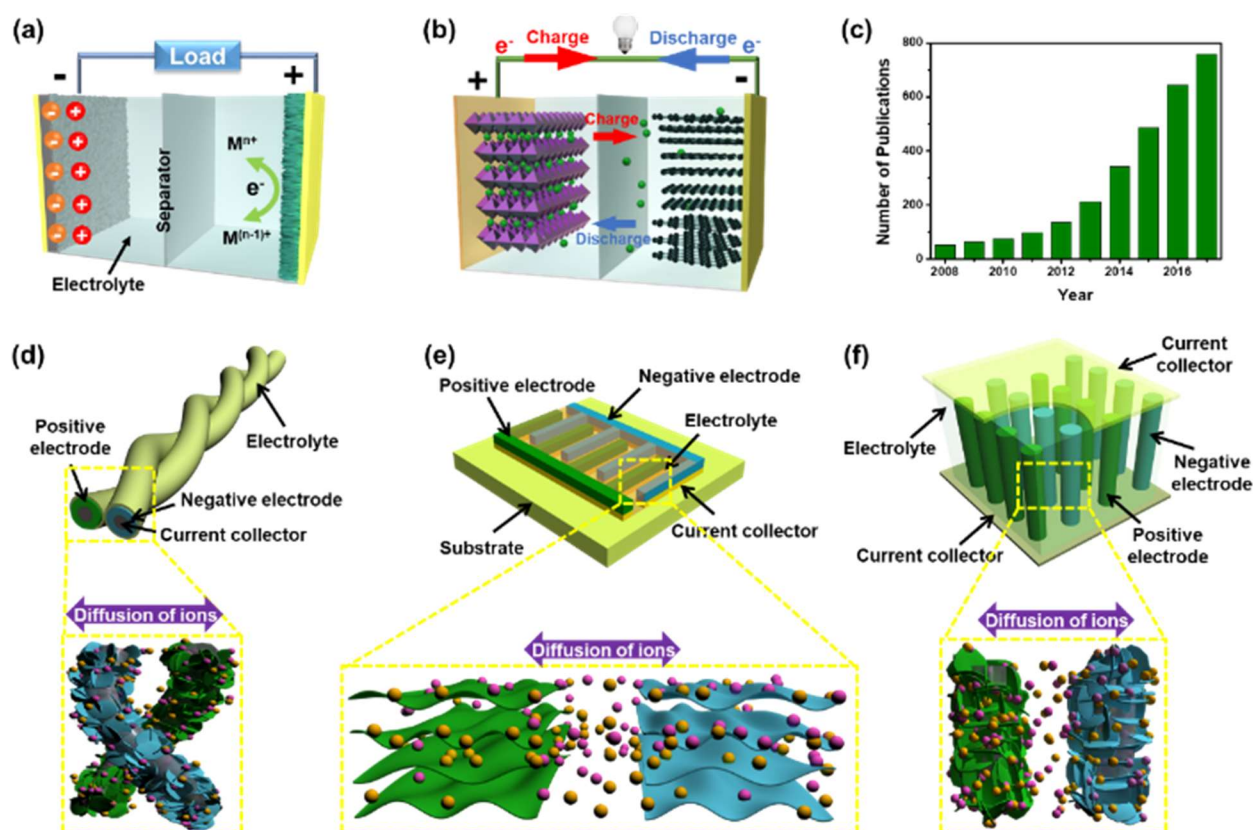 (a)
Load
-
+
Separator
M^n+
e^-
M^(n-1)+
Electrolyte
(b)
e^- Charge
Discharge e^-
+
-
Charge
Discharge
(c)
Number of Publications
800
600
400
200
0
2008 2010 2012 2014 2016
Year
(d)
Positive
electrode
Electrolyte
Negative electrode
Current collector
Diffusion of ions
(e)
Positive electrode
Negative electrode
Electrolyte
Substrate
Current collector
Diffusion of ions
(f)
Current
collector
Electrolyte
Negative
electrode
Current collector
Positive
electrode
Diffusion of ions